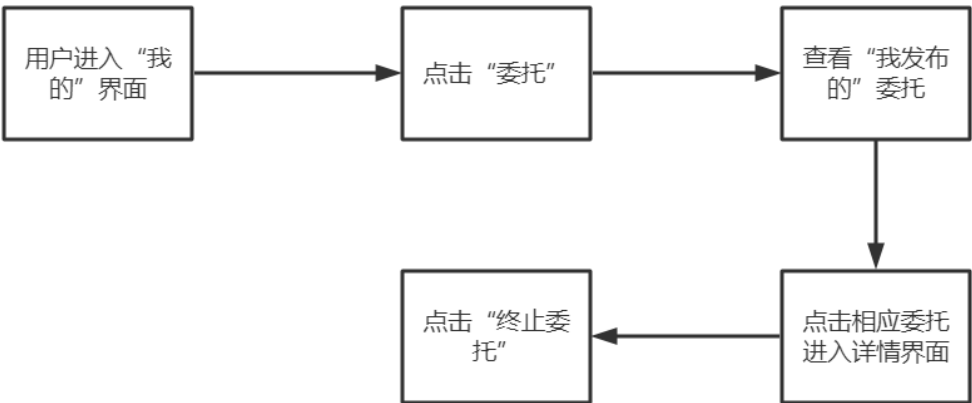 用户进入“我
的”界面
点击“委托”
查看“我发布
的”委托
点击相应委托
进入详情界面
点击“终止委
托”